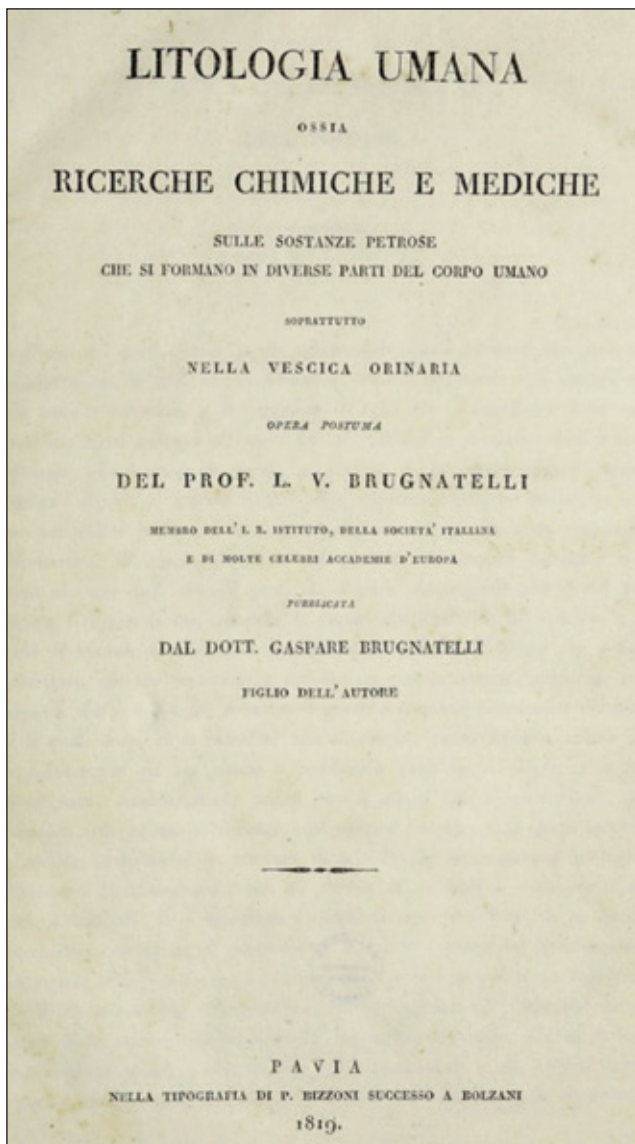 LITOLOGIA UMANA
OSSIA
RICERCHE CHIMICHE E MEDICHE
SULLE SOSTANZE PETROSE
CHE SI FORMANO IN DIVERSE PARTI DEL CORPO UMANO
SOPRATTUTTO
NELLA VESCICA ORINARIA
OPERA POSTUMA
DEL PROF. L. V. BRUGNATELLI
MEMBRO DELL' I. R. ISTITUTO, DELLA SOCIETA' ITALIANA
E DI MOLTE CELEBRI ACCADEMIE D'EUROPA
PUBBLICATA
DAL DOTT. GASPARE BRUGNATELLI
FIGLIO DELL'AUTORE
PAVIA
NELLA TIPOGRAFIA DI P. BIZZONI SUCCESSO A BOLZANI
1819.